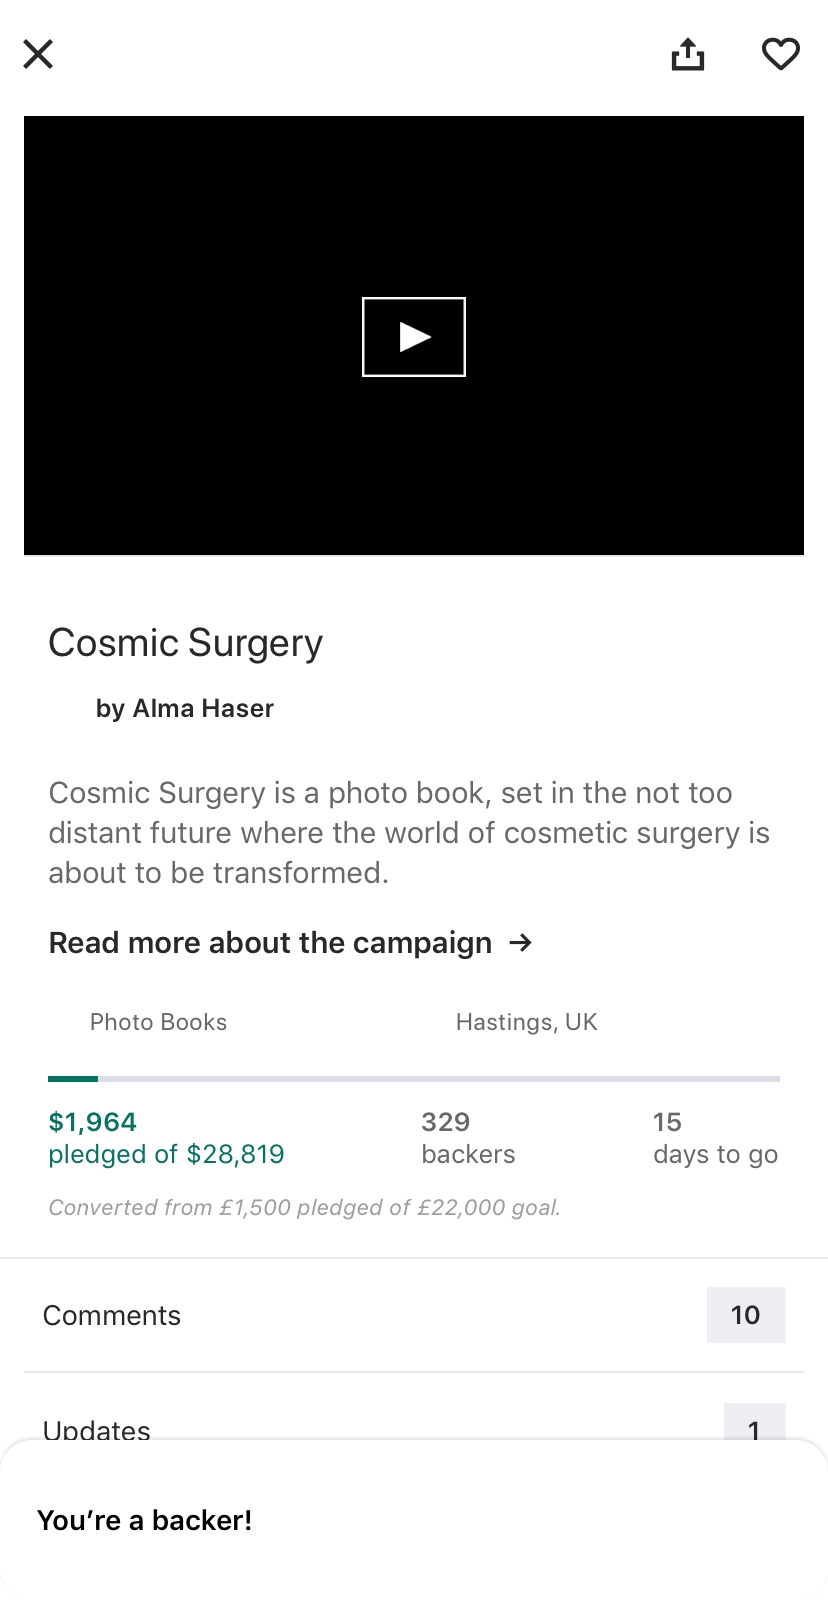 Cosmic Surgery
by Alma Haser
Cosmic Surgery is a photo book, set in the not too
distant future where the world of cosmetic surgery is
about to be transformed.
Read more about the campaign →
Photo Books
Hastings, UK
$1,964
pledged of $28,819
329
backers
15
days to go
Converted from £1,500 pledged of £22,000 goal.
Comments
10
Updates
1
You’re a backer!